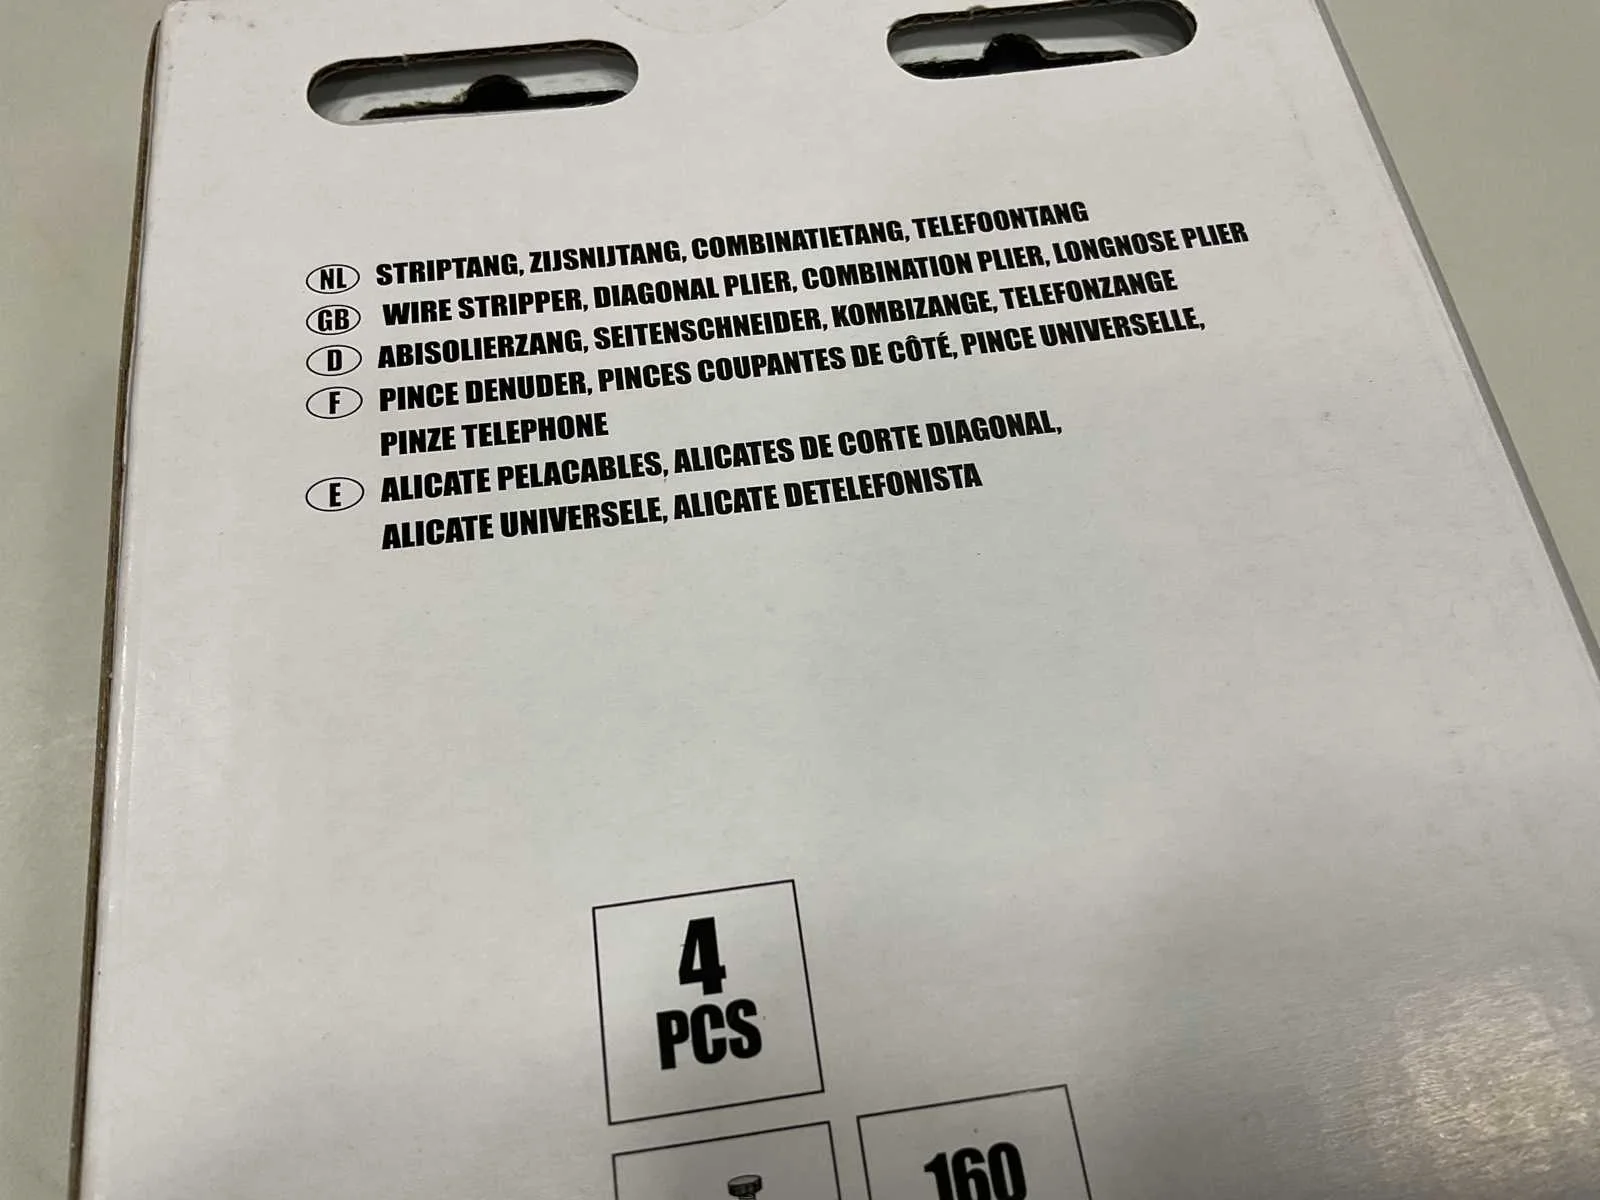 NL STRIPTANG, ZIJSNIJTANG, COMBINATIETANG, TELEFOONTANG
GB WIRE STRIPPER, DIAGONAL PLIER, COMBINATION PLIER, LONGNOSE PLIER
D ABISOLIERZANG, SEITENSCHNEIDER, KOMBIZANGE, TELEFONZANGE
F PINCE DENUDER, PINCES COUPANTES DE CÔTÉ, PINCE UNIVERSELLE,
PINZE TELEPHONE
E ALICATE PELACABLES, ALICATES DE CORTE DIAGONAL,
ALICATE UNIVERSELE, ALICATE DETELEFONISTA
4
PCS
160